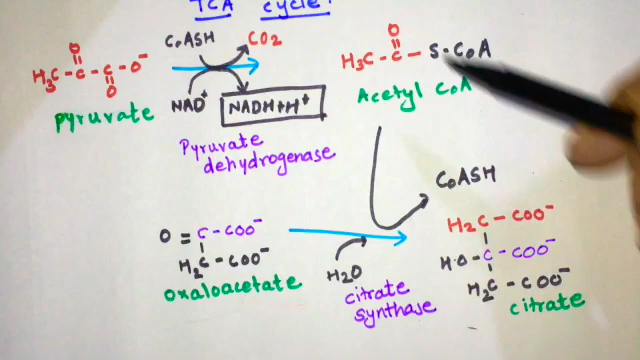 TCA cycle:
O
H3C - C - C - O-
O
pyruvate
CoASH
CO2
NAD+
NADH+H+
Pyruvate
dehydrogenase
O
H3C - C - S-CoA
Acetyl CoA
CoASH
O = C - COO-
H2C - COO-
oxaloacetate
H2O
citrate
synthase
H2C - COO-
HO - C - COO-
H2C - COO-
citrate